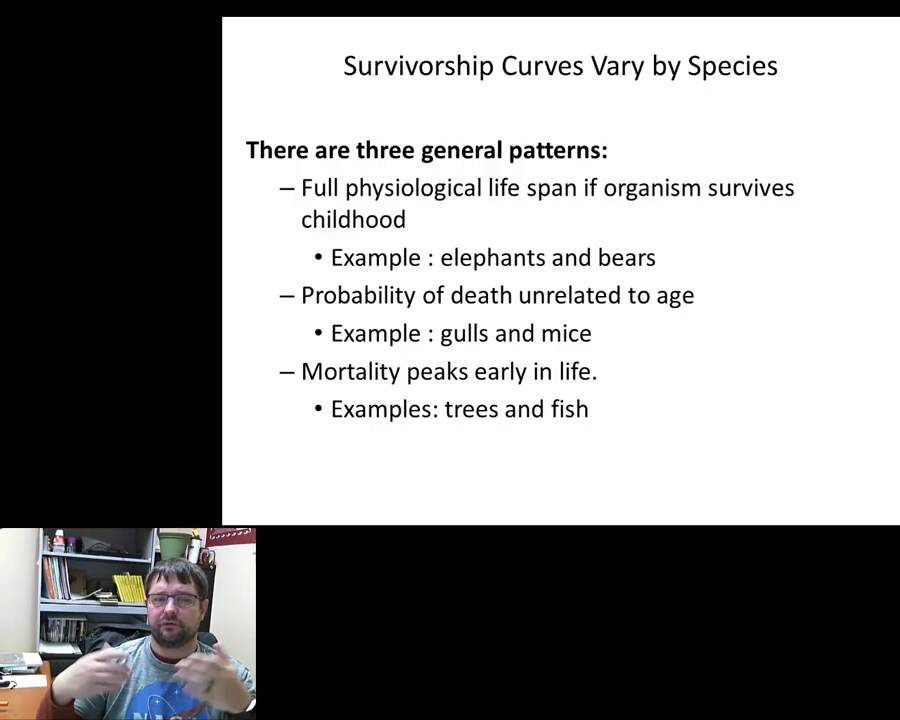 Survivorship Curves Vary by Species
There are three general patterns:
– Full physiological life span if organism survives
childhood
• Example : elephants and bears
– Probability of death unrelated to age
• Example : gulls and mice
– Mortality peaks early in life.
• Examples: trees and fish
NASA